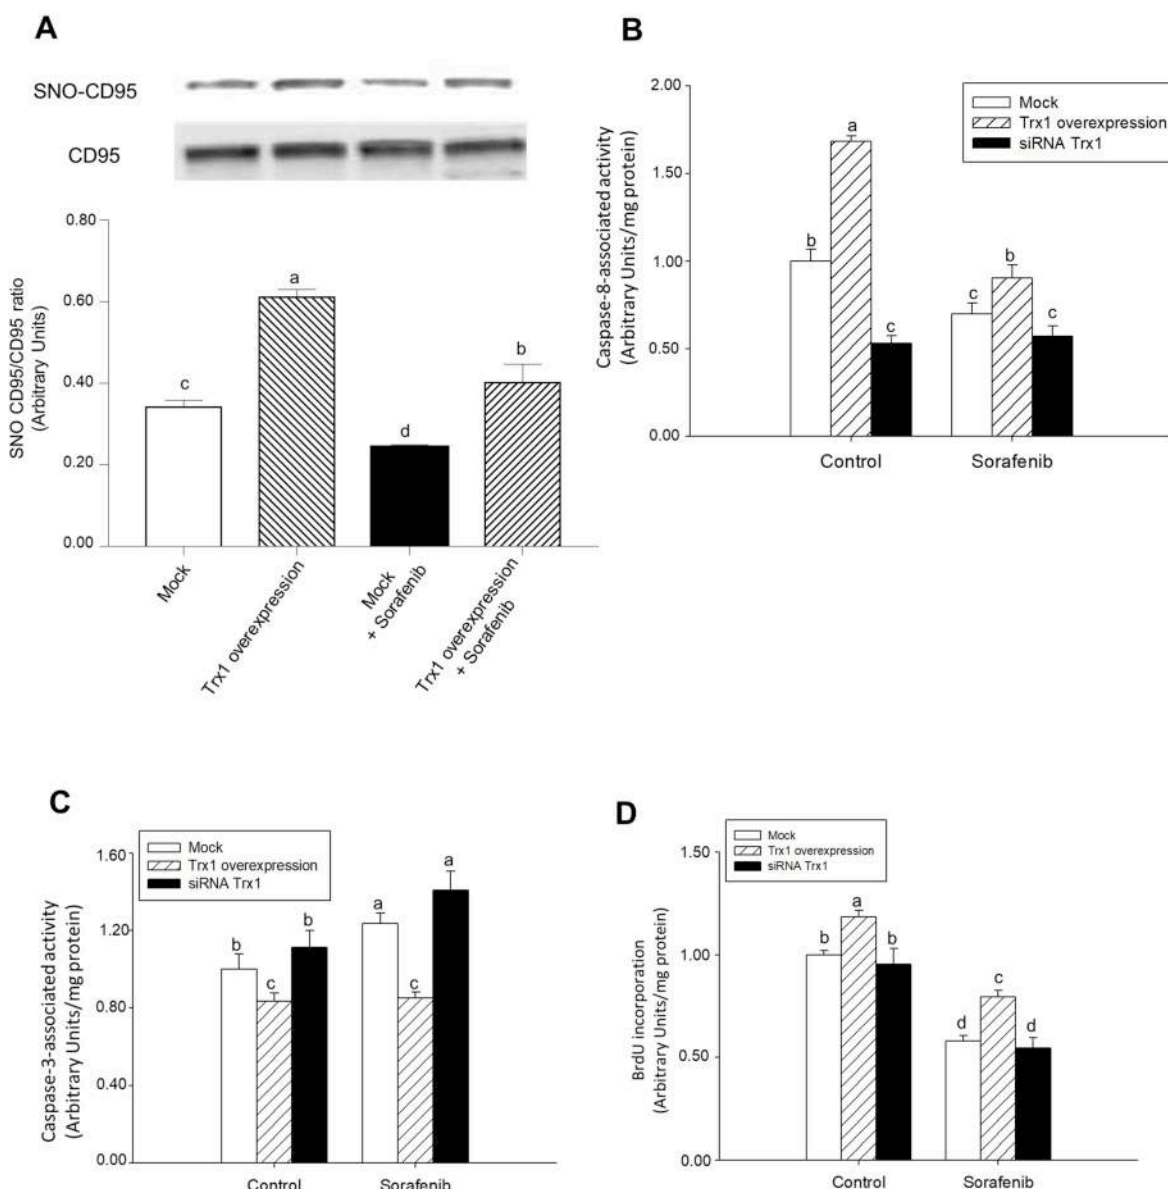 A
SNO-CD95
CD95
SNO CD95/CD95 ratio
(Arbitrary Units)
0.80
0.60
0.40
0.20
0.00
c
a
d
b
Mock
Trx1 overexpression
Mock
+ Sorafenib
Trx1 overexpression
+ Sorafenib
B
Caspase-8-associated activity
(Arbitrary Units/mg protein)
2.00
1.50
1.00
0.50
0.00
Mock
Trx1 overexpression
siRNA Trx1
b
a
c
c
b
c
Control
Sorafenib
C
Caspase-3-associated activity
(Arbitrary Units/mg protein)
1.60
1.20
0.80
0.40
0.00
Mock
Trx1 overexpression
siRNA Trx1
b
c
b
a
c
a
Control
Sorafenib
D
BrdU incorporation
(Arbitrary Units/mg protein)
1.50
1.00
0.50
0.00
Mock
Trx1 overexpression
siRNA Trx1
b
a
b
d
c
d
Control
Sorafenib